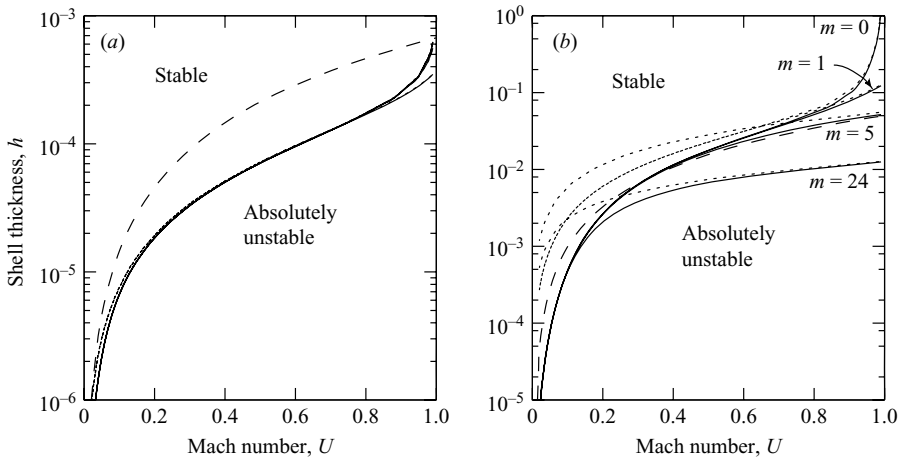 (a)
Stable
Absolutely
unstable
Shell thickness, h
10⁻³
10⁻⁴
10⁻⁵
10⁻⁶
0
0.2
0.4
0.6
0.8
1.0
Mach number, U
(b)
Stable
m = 0
m = 1
m = 5
m = 24
Absolutely
unstable
10⁰
10⁻¹
10⁻²
10⁻³
10⁻⁴
10⁻⁵
0
0.2
0.4
0.6
0.8
1.0
Mach number, U